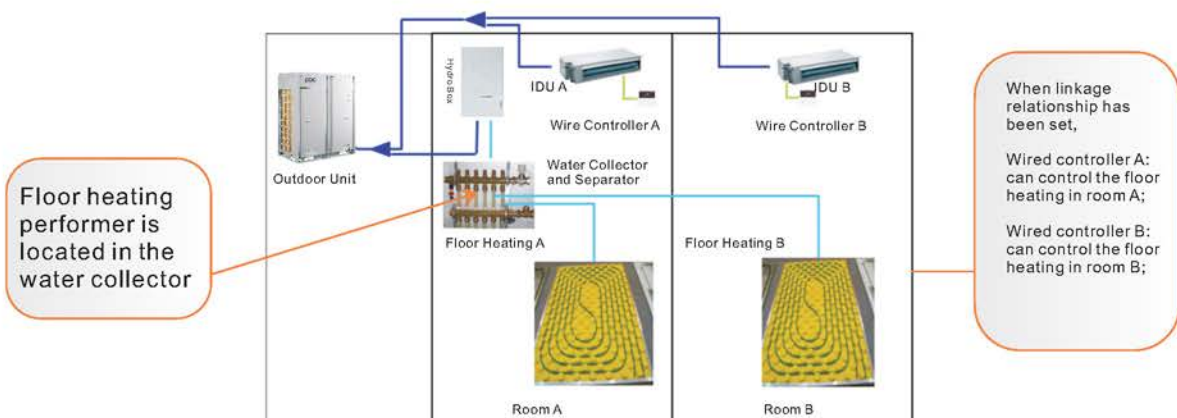 Floor heating
performer is
located in the
water collector
Outdoor Unit
HydroBox
IDU A
Wire Controller A
Water Collector
and Separator
Floor Heating A
Room A
IDU B
Wire Controller B
Floor Heating B
Room B
When linkage
relationship has
been set,
Wired controller A:
can control the floor
heating in room A;
Wired controller B:
can control the floor
heating in room B;